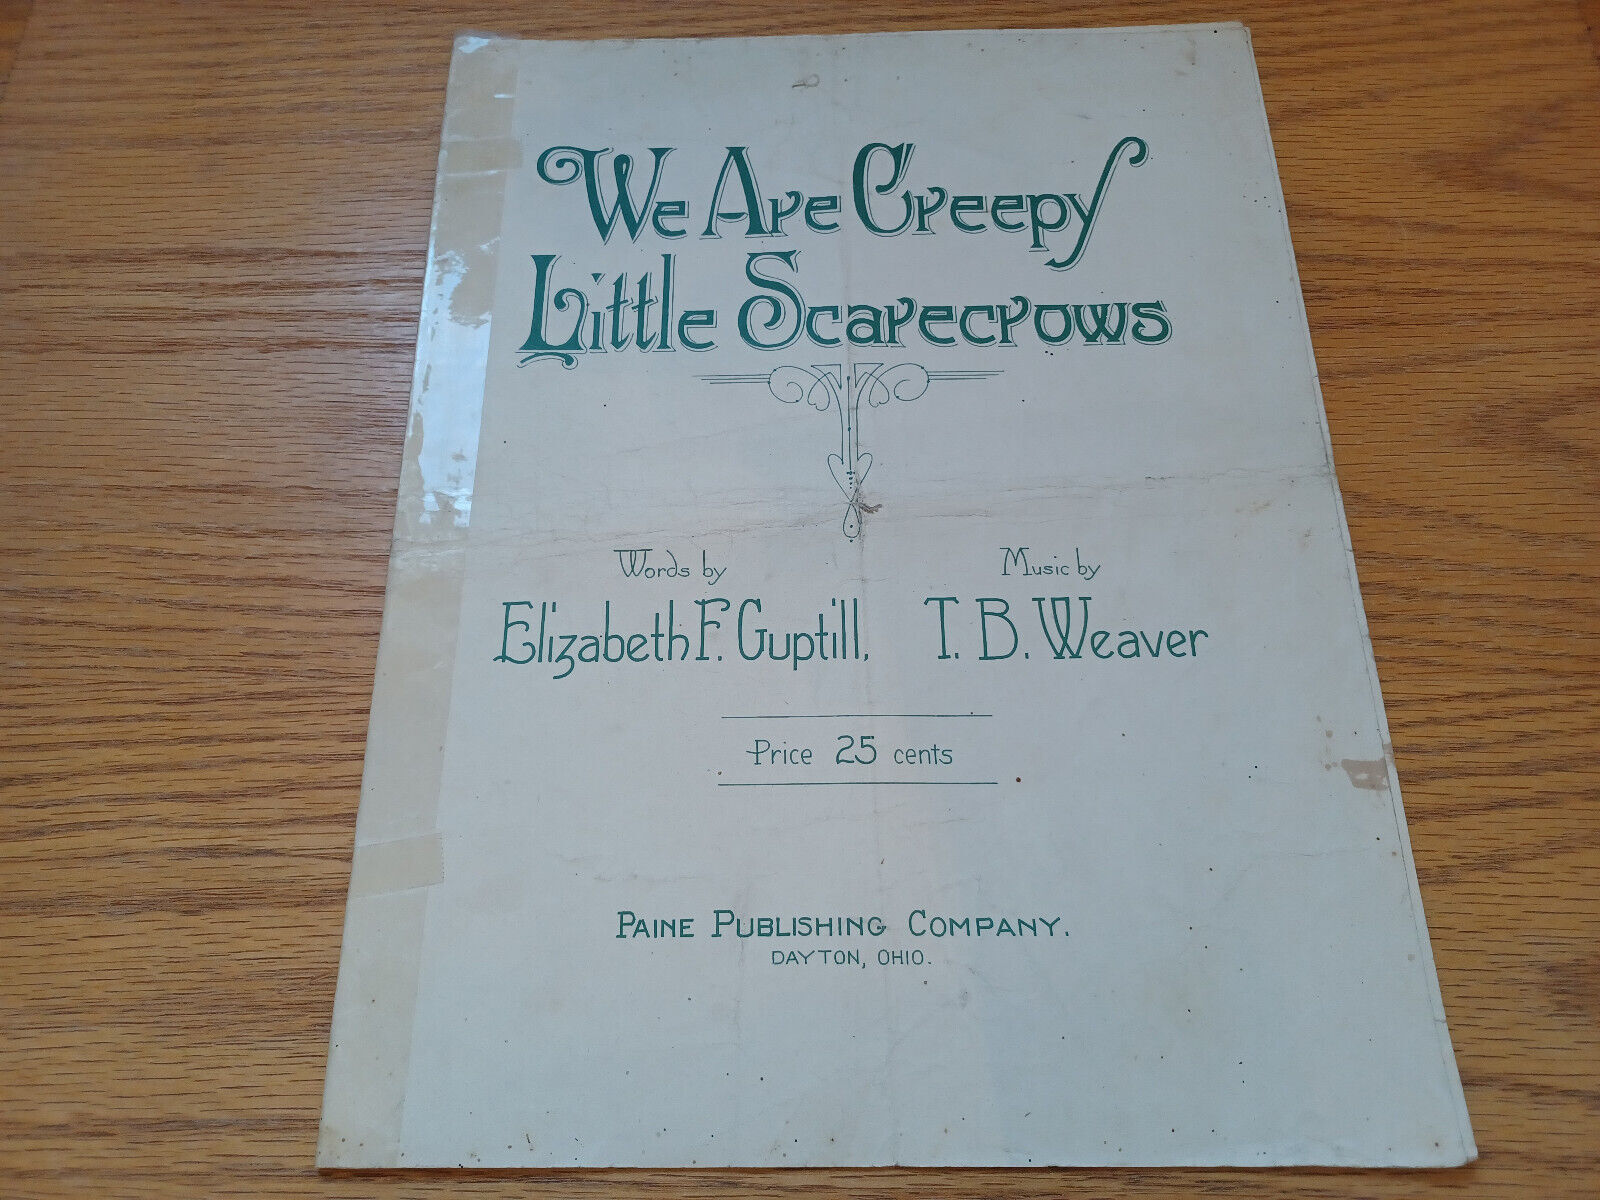 We Are Creepy
Little Scarecrows
Words by Music by
Elizabeth F. Guptill, T. B. Weaver
Price 25 cents
PAINE PUBLISHING COMPANY.
DAYTON, OHIO.